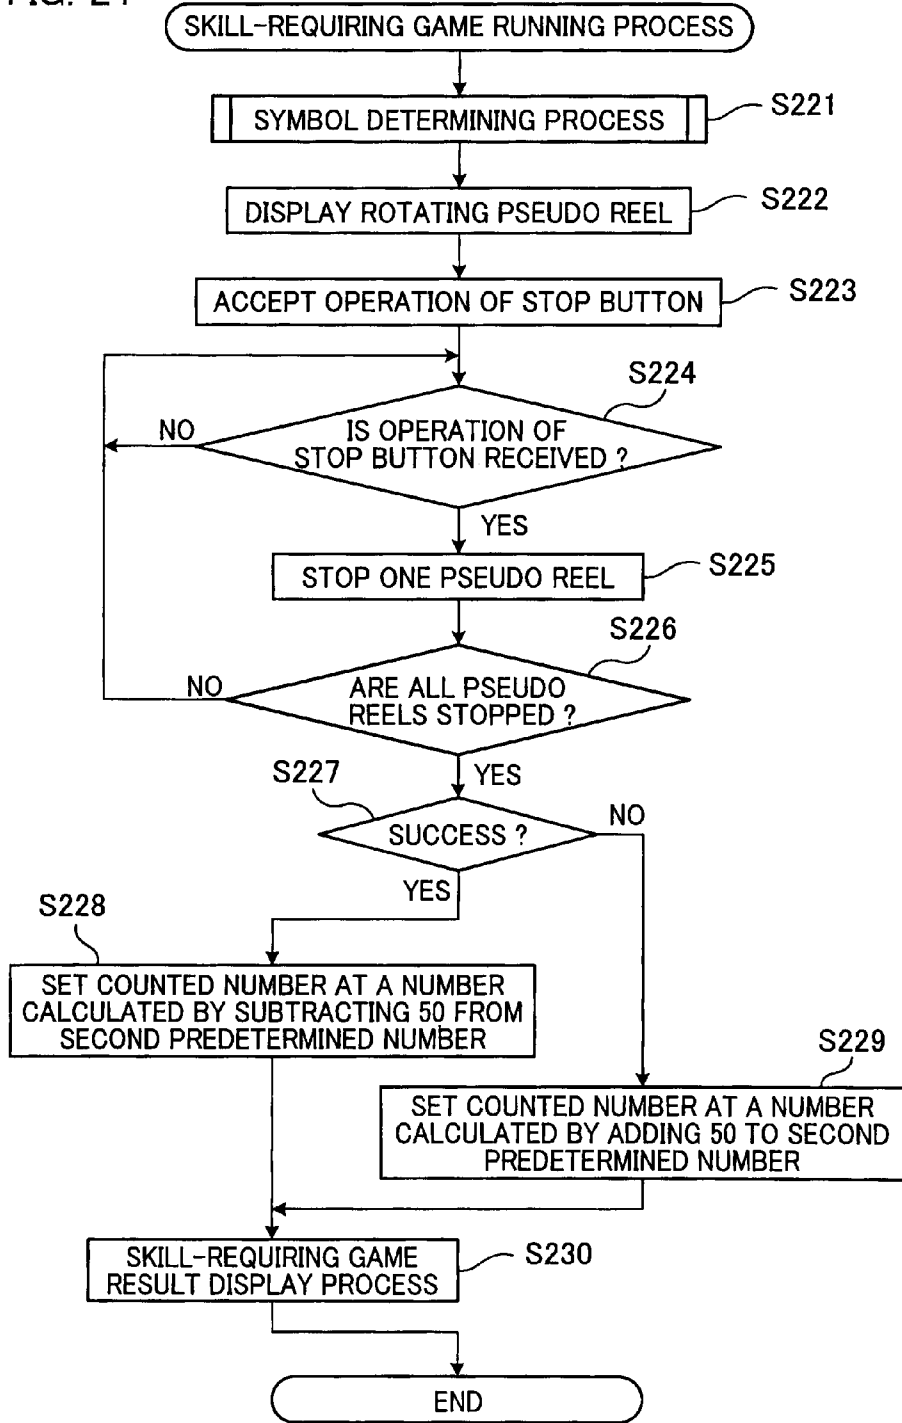 SKILL-REQUIRING GAME RUNNING PROCESS
SYMBOL DETERMINING PROCESS
S221
DISPLAY ROTATING PSEUDO REEL
S222
ACCEPT OPERATION OF STOP BUTTON
S223
S224
NO
IS OPERATION OF
STOP BUTTON RECEIVED ?
YES
STOP ONE PSEUDO REEL
S225
S226
NO
ARE ALL PSEUDO
REELS STOPPED ?
YES
S227
SUCCESS ?
NO
YES
S228
SET COUNTED NUMBER AT A NUMBER
CALCULATED BY SUBTRACTING 50 FROM
SECOND PREDETERMINED NUMBER
S229
SET COUNTED NUMBER AT A NUMBER
CALCULATED BY ADDING 50 TO SECOND
PREDETERMINED NUMBER
SKILL-REQUIRING GAME
RESULT DISPLAY PROCESS
S230
END